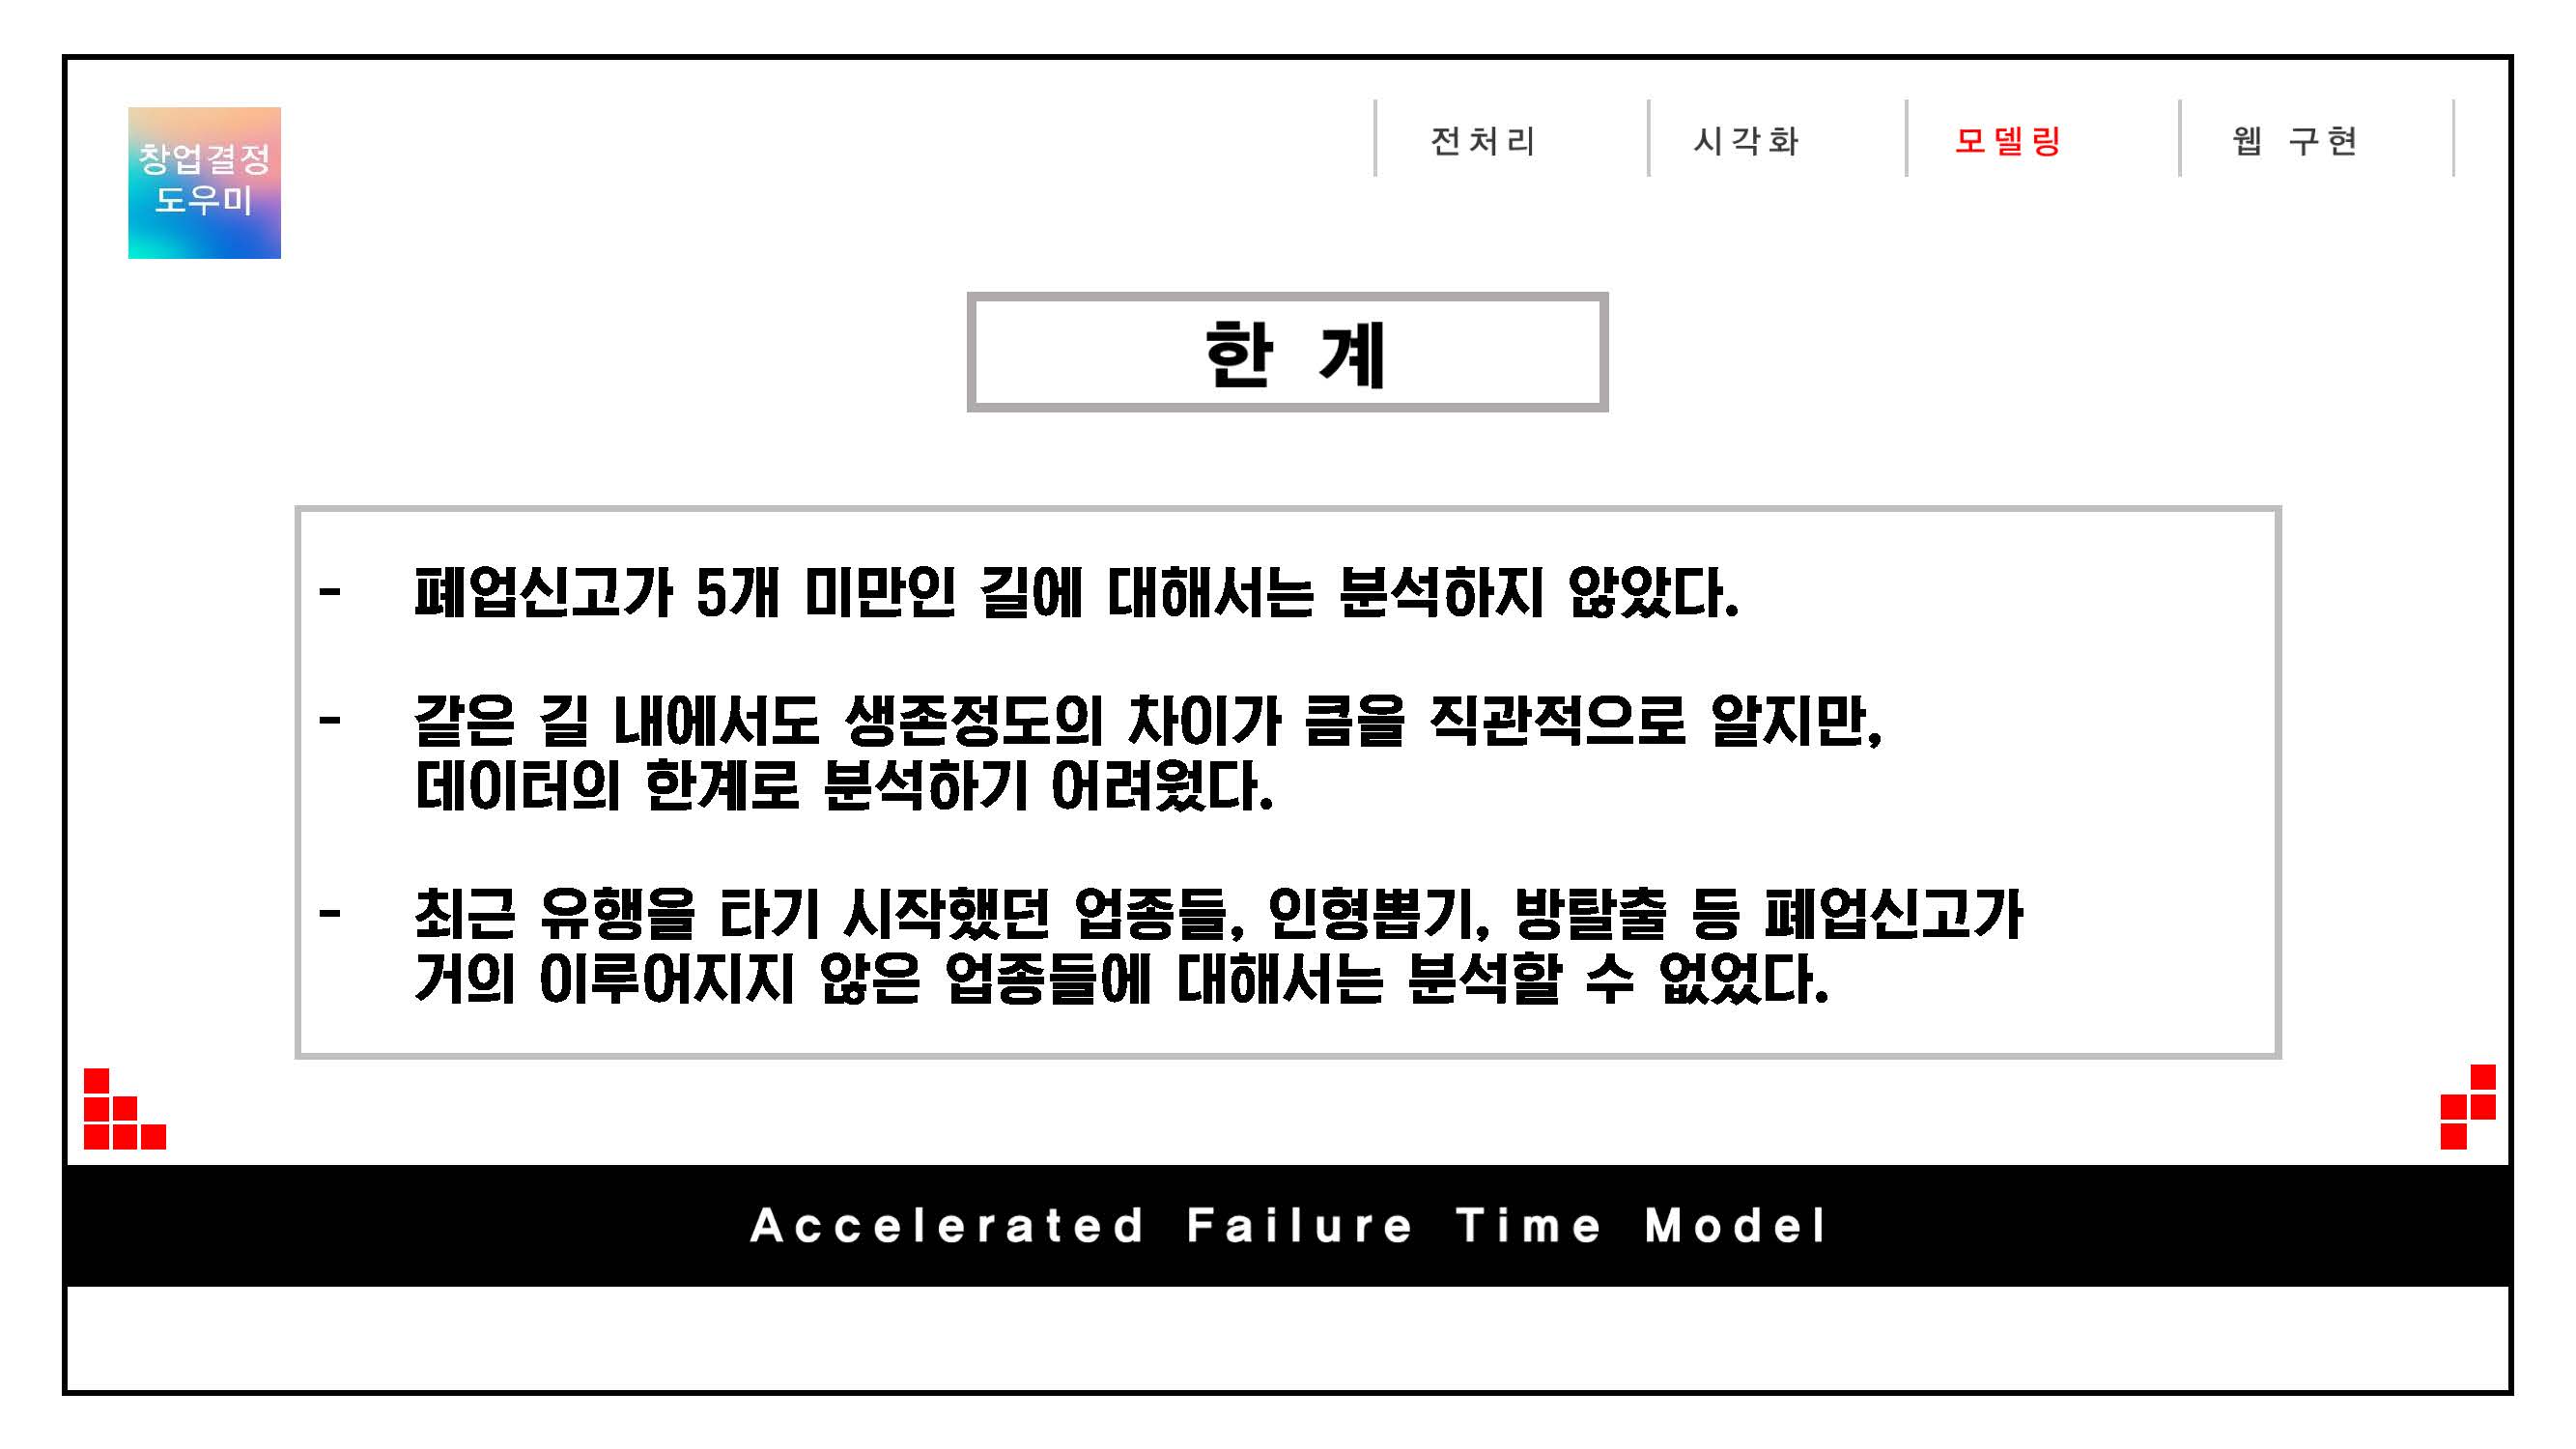 창업결정
도우미
전처리
시각화
모델링
웹 구현
한 계
- 폐업신고가 5개 미만인 길에 대해서는 분석하지 않았다.
- 같은 길 내에서도 생존정도의 차이가 큼을 직관적으로 알지만,
데이터의 한계로 분석하기 어려웠다.
- 최근 유행을 타기 시작했던 업종들, 인형뽑기, 방탈출 등 폐업신고가
거의 이루어지지 않은 업종들에 대해서는 분석할 수 없었다.
Accelerated Failure Time Model